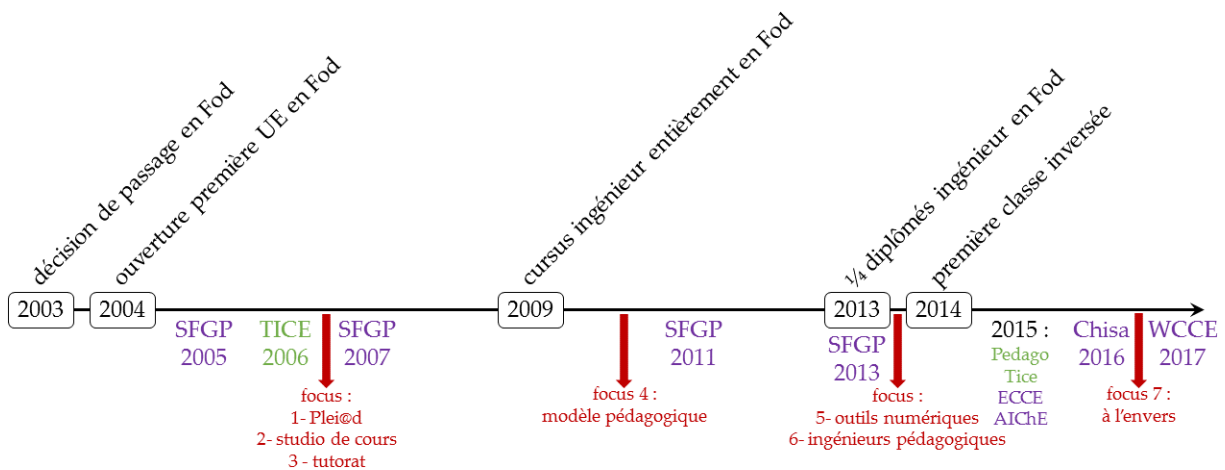 décision de passage en Fod
ouverture première UE en Fod
cursus ingénieur entièrement en Fod
¼ diplômés ingénieur en Fod
première classe inversée
2003
2004
2009
2013
2014
SFGP
2005
TICE
2006
SFGP
2007
SFGP
2011
SFGP
2013
2015 :
Pedago
Tice
ECCE
AIChE
Chisa
2016
WCCE
2017
focus :
1- Plei@d
2- studio de cours
3 - tutorat
focus 4 :
modèle pédagogique
focus :
5- outils numériques
6- ingénieurs pédagogiques
focus 7 :
à l'envers